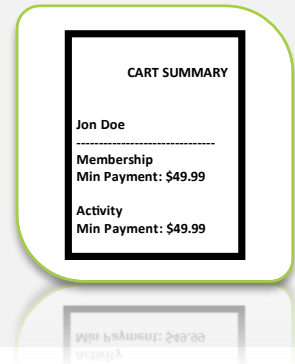 CART SUMMARY
Jon Doe
-------------------------------
Membership
Min Payment: $49.99
Activity
Min Payment: $49.99